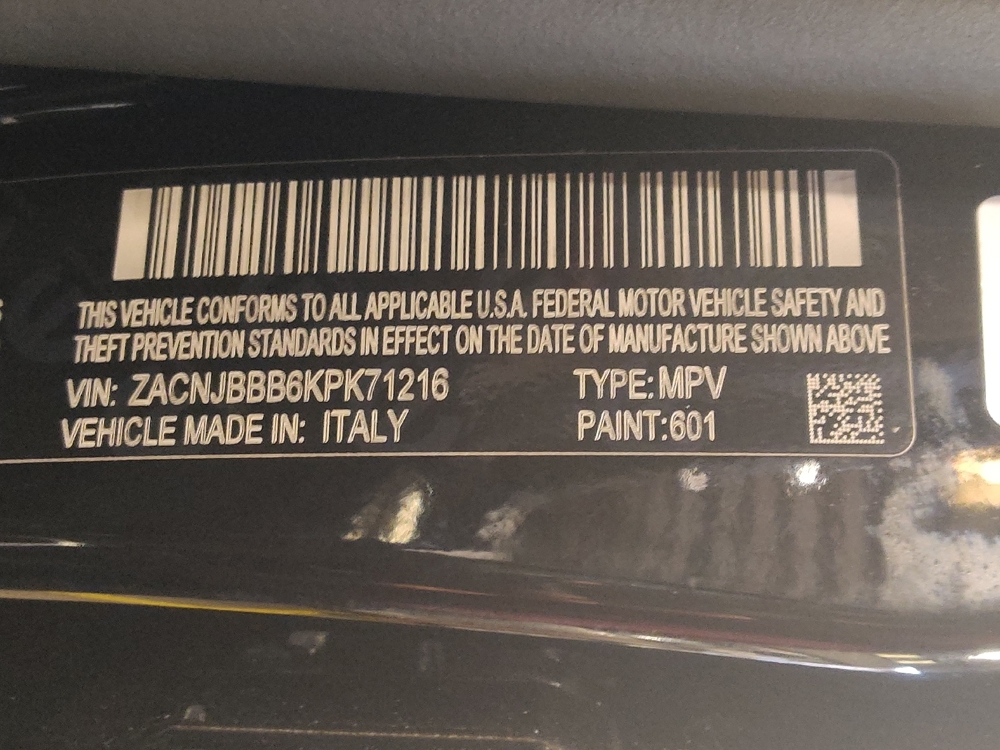 THIS VEHICLE CONFORMS TO ALL APPLICABLE U.S.A. FEDERAL MOTOR VEHICLE SAFETY AND
THEFT PREVENTION STANDARDS IN EFFECT ON THE DATE OF MANUFACTURE SHOWN ABOVE
VIN: ZACNJBBB6KPK71216 TYPE: MPV
VEHICLE MADE IN: ITALY PAINT:601